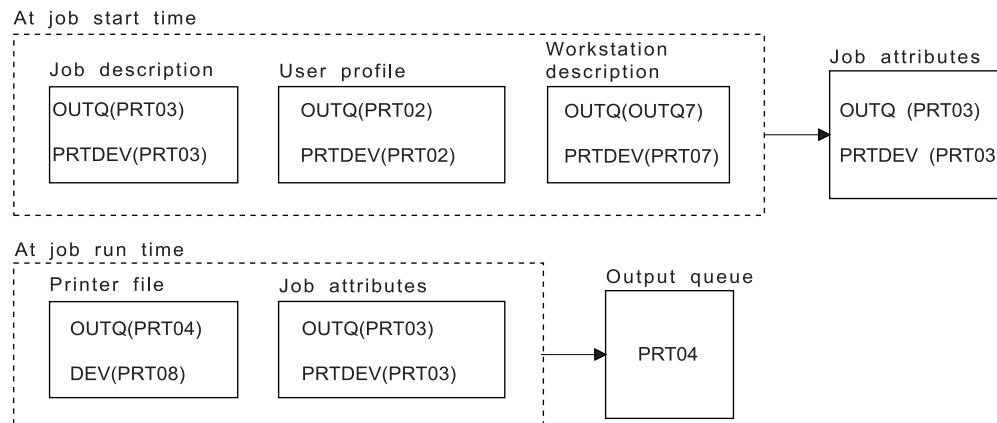 At job start time
Job description
User profile
Workstation
description
Job attributes
OUTQ(PRT03)
PRTDEV(PRT03)
OUTQ(PRT02)
PRTDEV(PRT02)
OUTQ(OUTQ7)
PRTDEV(PRT07)
OUTQ (PRT03)
PRTDEV (PRT03
At job run time
Printer file
Job attributes
Output queue
OUTQ(PRT04)
DEV(PRT08)
OUTQ(PRT03)
PRTDEV(PRT03)
PRT04